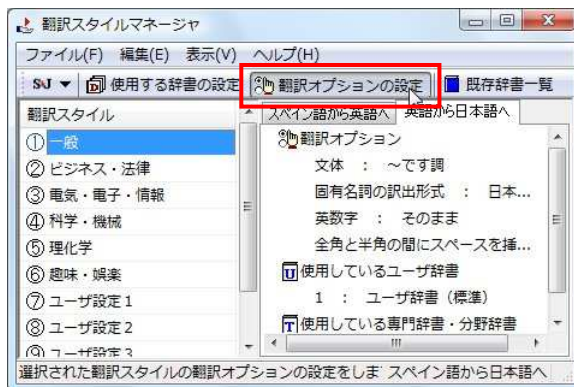 翻訳スタイルマネージャ
ファイル(F) 編集(E) 表示(V) ヘルプ(H)
SVJ 使用する辞書の設定 翻訳オプションの設定 既存辞書一覧
翻訳スタイル
スペイン語から英語へ 英語から日本語へ
① 一般
② ビジネス・法律
③ 電気・電子・情報
④ 科学・機械
⑤ 理化学
⑥ 趣味・娯楽
⑦ ユーザ設定1
⑧ ユーザ設定2
⑨ ユーザ設定3
翻訳オプション
文体 : ~です調
固有名詞の訳出形式 : 日本...
英数字 : そのまま
全角と半角の間にスペースを挿...
U 使用しているユーザ辞書
1 : ユーザ辞書(標準)
T 使用している専門辞書・分野辞書
選択された翻訳スタイルの翻訳オプションの設定をしま スペイン語から日本語へ